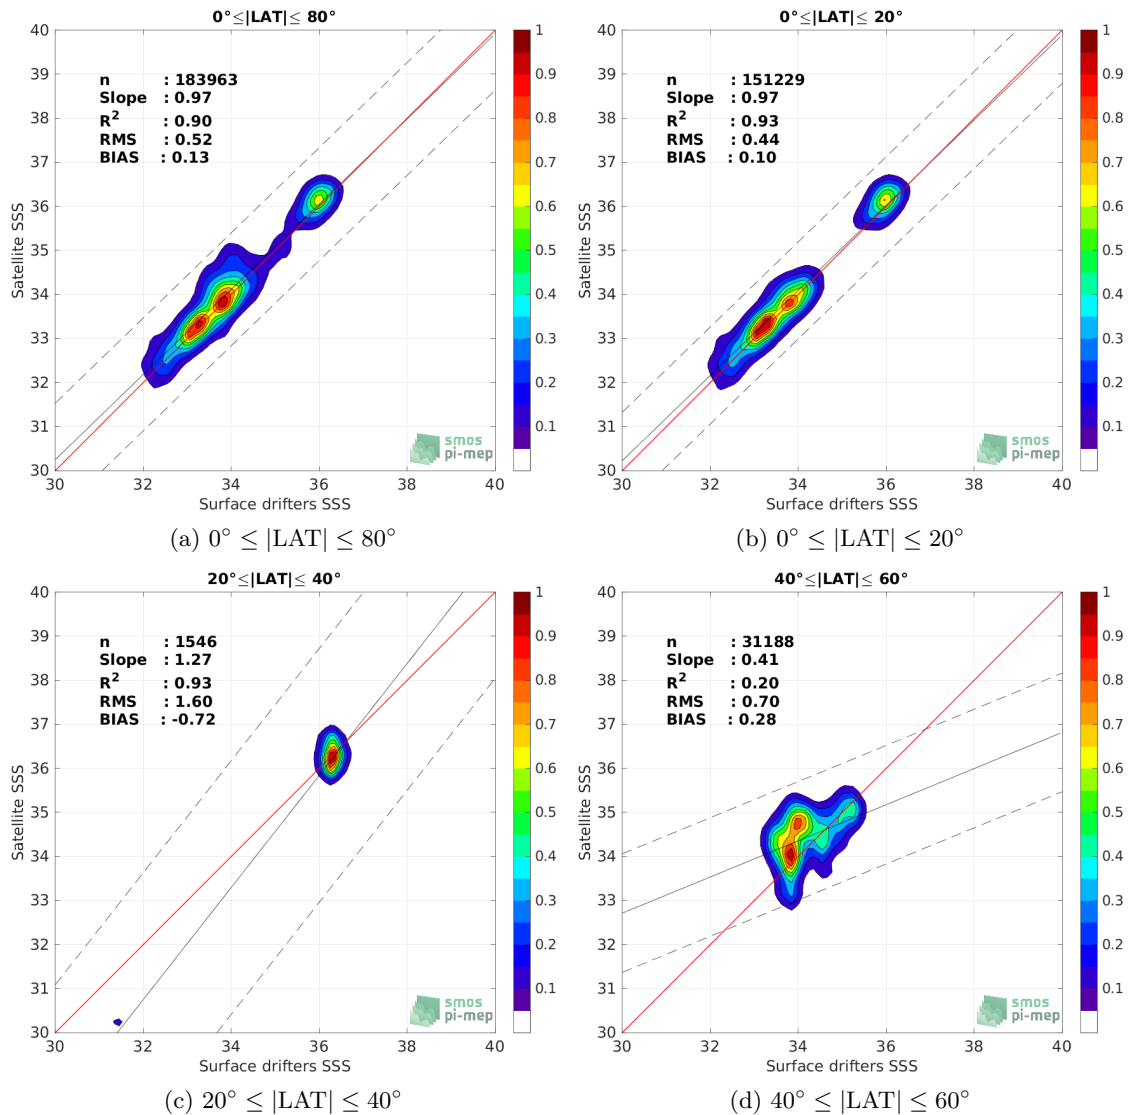 0°≤|LAT|≤ 80°
40
39
38
37
36
35
34
33
32
31
30
Satellite SSS
n : 183963
Slope : 0.97
R² : 0.90
RMS : 0.52
BIAS : 0.13
smos
pi-mep
30 32 34 36 38 40
Surface drifters SSS
1
0.9
0.8
0.7
0.6
0.5
0.4
0.3
0.2
0.1
(a) 0° ≤ |LAT| ≤ 80°
0°≤|LAT|≤ 20°
40
39
38
37
36
35
34
33
32
31
30
Satellite SSS
n : 151229
Slope : 0.97
R² : 0.93
RMS : 0.44
BIAS : 0.10
smos
pi-mep
30 32 34 36 38 40
Surface drifters SSS
1
0.9
0.8
0.7
0.6
0.5
0.4
0.3
0.2
0.1
(b) 0° ≤ |LAT| ≤ 20°
20°≤|LAT|≤ 40°
40
39
38
37
36
35
34
33
32
31
30
Satellite SSS
n : 1546
Slope : 1.27
R² : 0.93
RMS : 1.60
BIAS : -0.72
smos
pi-mep
30 32 34 36 38 40
Surface drifters SSS
1
0.9
0.8
0.7
0.6
0.5
0.4
0.3
0.2
0.1
(c) 20° ≤ |LAT| ≤ 40°
40°≤|LAT|≤ 60°
40
39
38
37
36
35
34
33
32
31
30
Satellite SSS
n : 31188
Slope : 0.41
R² : 0.20
RMS : 0.70
BIAS : 0.28
smos
pi-mep
30 32 34 36 38 40
Surface drifters SSS
1
0.9
0.8
0.7
0.6
0.5
0.4
0.3
0.2
0.1
(d) 40° ≤ |LAT| ≤ 60°